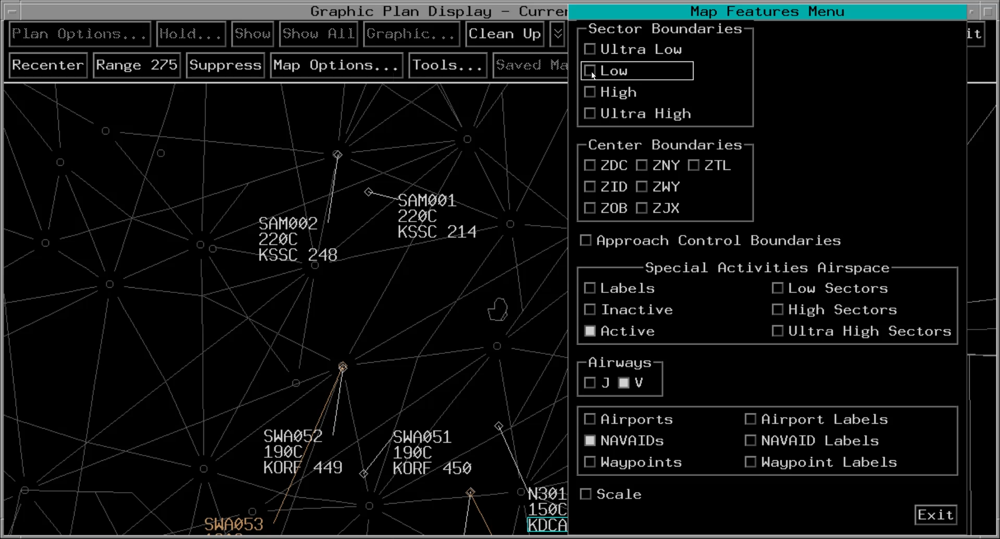 Graphic Plan Display - Curre
Map Features Menu
Plan Options... Hold... Show Show All Graphic... Clean Up
it
Recenter Range 275 Suppress Map Options... Tools... Saved Ma
Sector Boundaries
Ultra Low
Low
High
Ultra High
Center Boundaries
ZDC ZNY ZTL
ZID ZWY
ZOB ZJX
Approach Control Boundaries
Special Activities Airspace
Labels Low Sectors
Inactive High Sectors
Active Ultra High Sectors
Airways
J V
Airports Airport Labels
NAVAIDs NAVAID Labels
Waypoints Waypoint Labels
Scale
Exit
SAM001
220C
KSSC 214
SAM002
220C
KSSC 248
SWA052
190C
KORF 449
SWA051
190C
KORF 450
N301
150C
KDCA
SWA053